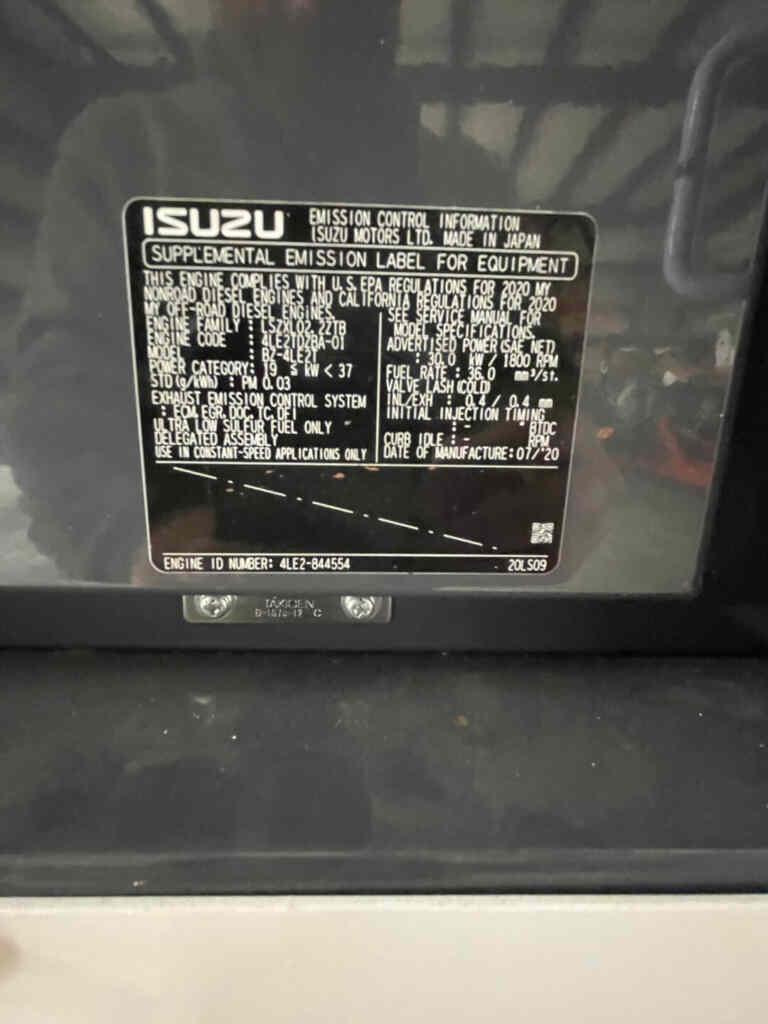 ISUZU
EMISSION CONTROL INFORMATION
ISUZU MOTORS LTD. MADE IN JAPAN
SUPPLEMENTAL EMISSION LABEL FOR EQUIPMENT
THIS ENGINE COMPLIES WITH U.S.EPA REGULATIONS FOR 2020 MY
NONROAD DIESEL ENGINES AND CALIFORNIA REGULATIONS FOR 2020
MY OFF-ROAD DIESEL ENGINES.
ENGINE FAMILY : LSZXL02.2ZTB
ENGINE CODE : 4LE2TDZBA-01
MODEL : BZ-4LE2T
POWER CATEGORY: 19 ≤ kW < 37
STD(g/kWh) : PM 0.03
EXHAUST EMISSION CONTROL SYSTEM
: ECM,EGR,DOC,TC,DFI
ULTRA LOW SULFUR FUEL ONLY
DELEGATED ASSEMBLY
USE IN CONSTANT-SPEED APPLICATIONS ONLY
SEE SERVICE MANUAL FOR
MODEL SPECIFICATIONS.
ADVERTISED POWER(SAE NET)
: 30.0 kW / 1800 RPM
FUEL RATE : 36.0 mm³/st.
VALVE LASH(COLD)
INL/EXH : 0.4 / 0.4 mm
INITIAL INJECTION TIMING
: - °BTDC
CURB IDLE : - RPM
DATE OF MANUFACTURE:07/'20
ENGINE ID NUMBER: 4LE2-844554
20LS09
TAKIGEN